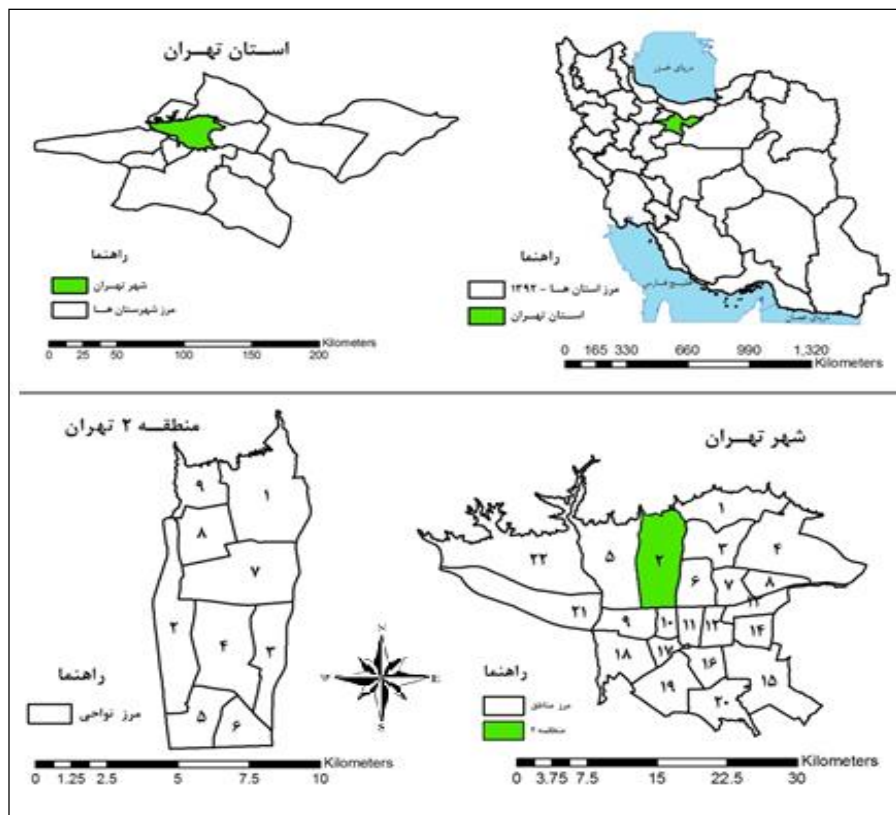 استان تهران
راهنما
شهر تهران
مرز شهرستان ها
0 25 50 100 150 200
Kilometers
دریای خزر
خلیج فارس
دریای عمان
راهنما
مرز استان ها - ۱۳۹۲
استان تهران
0 165 330 660 990 1,320
Kilometers
منطقه ۲ تهران
۹
۱
۸
۷
۲
۴
۳
۵
۶
راهنما
مرز نواحی
N
W
E
S
0 1.25 2.5 5 7.5 10
Kilometers
شهر تهران
۱
۲
۳
۴
۵
۲۲
۶
۷
۸
۲۱
۹
۱۰
۱۱
۱۲
۱۳
۱۴
۱۸
۱۷
۱۶
۱۵
۱۹
۲۰
راهنما
مرز مناطق
منطقه ۲
0 3.75 7.5 15 22.5 30
Kilometers